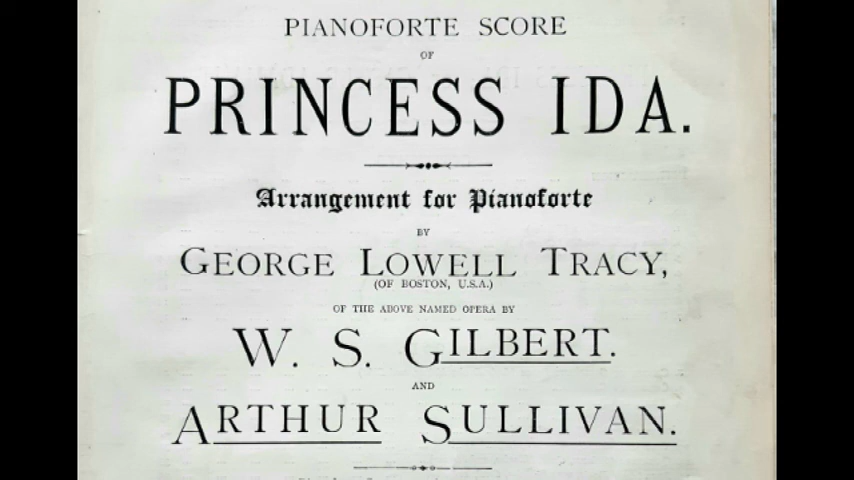 PIANOFORTE SCORE
OF
PRINCESS IDA.
Arrangement for Pianoforte
BY
GEORGE LOWELL TRACY,
(OF BOSTON, U.S.A.)
OF THE ABOVE NAMED OPERA BY
W. S. GILBERT.
AND
ARTHUR SULLIVAN.